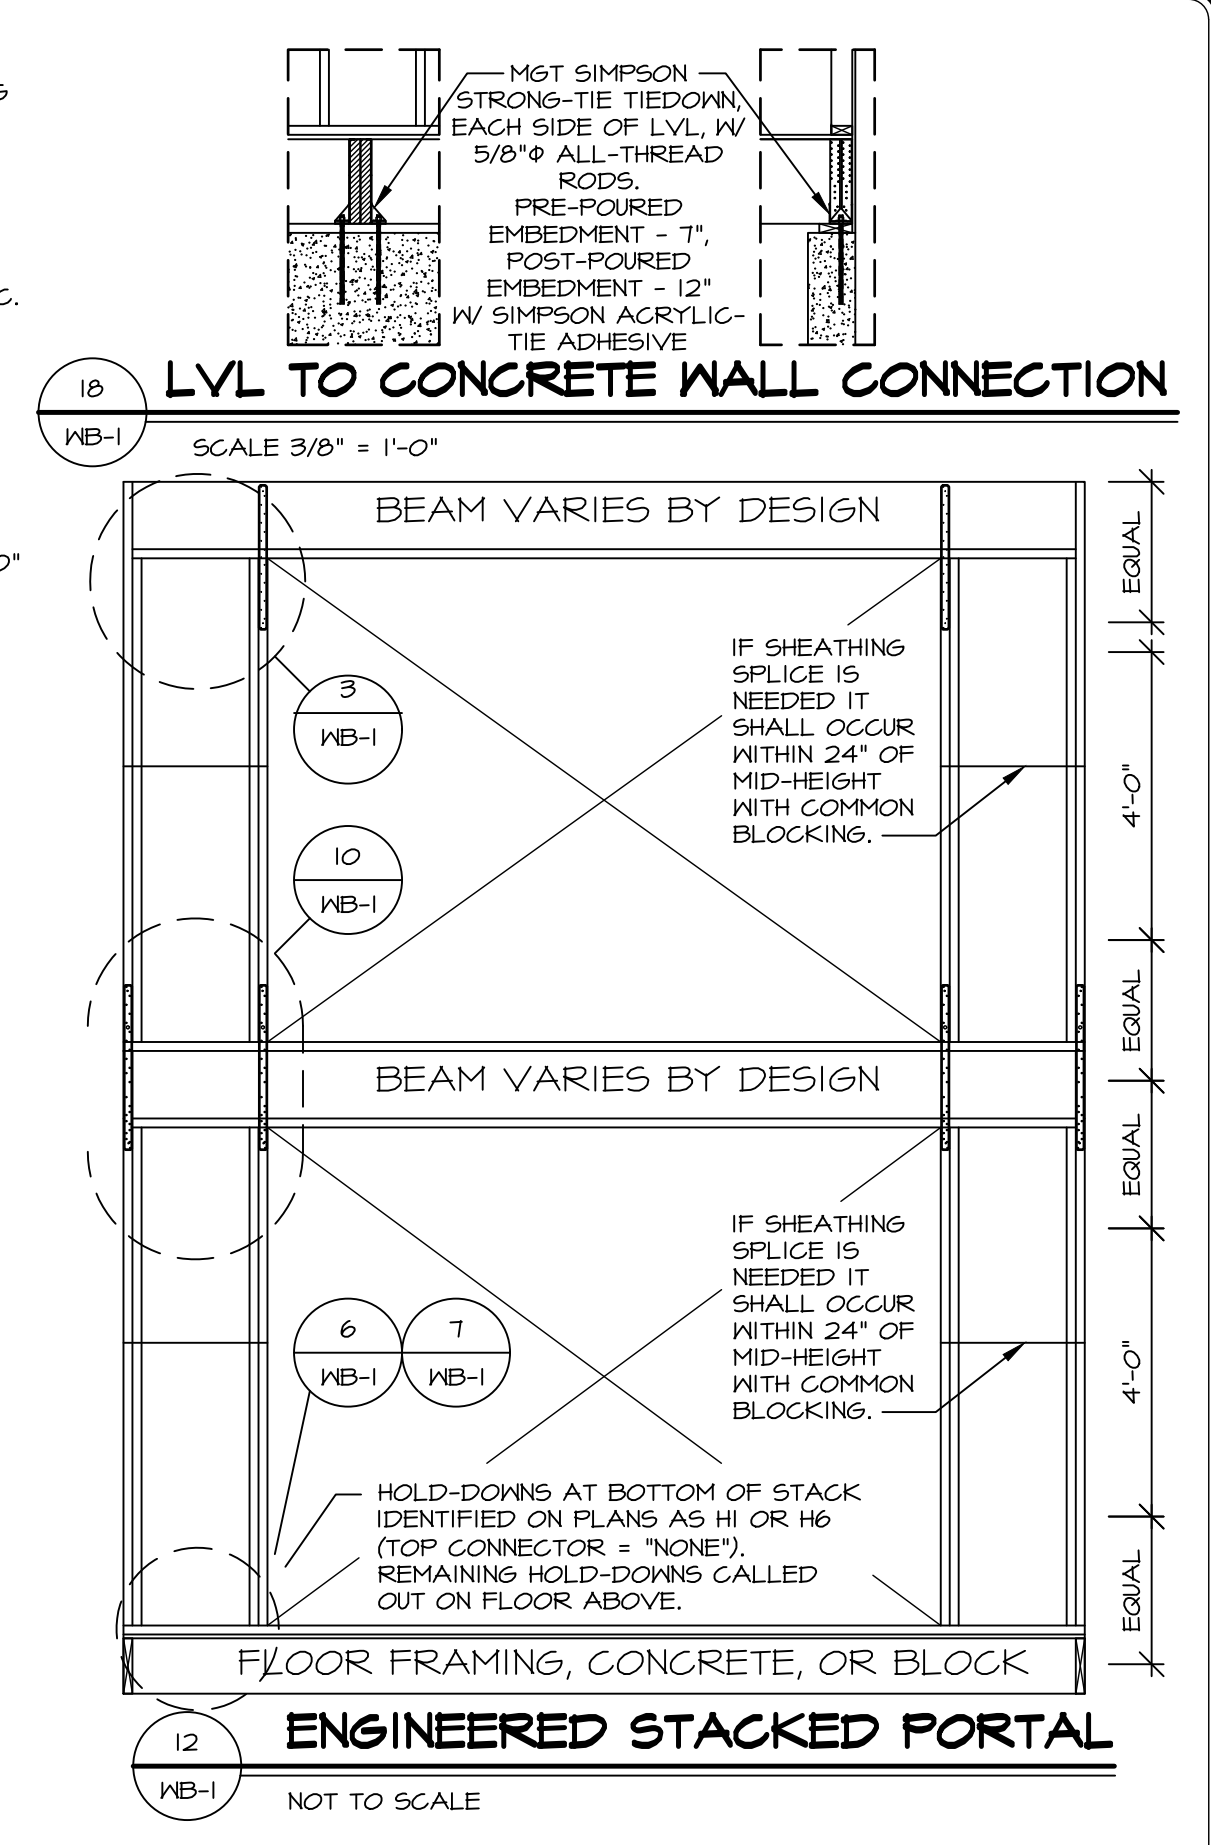 G
C.
0"
MGT SIMPSON
STRONG-TIE TIEDOWN,
EACH SIDE OF LVL, W/
5/8"Φ ALL-THREAD
RODS.
PRE-POURED
EMBEDMENT - 7",
POST-POURED
EMBEDMENT - 12"
W/ SIMPSON ACRYLIC-
TIE ADHESIVE
18
WB-1
LVL TO CONCRETE WALL CONNECTION
SCALE 3/8" = 1'-0"
BEAM VARIES BY DESIGN
EQUAL
IF SHEATHING
SPLICE IS
NEEDED IT
SHALL OCCUR
WITHIN 24" OF
MID-HEIGHT
WITH COMMON
BLOCKING.
3
WB-1
4'-0"
10
WB-1
EQUAL
BEAM VARIES BY DESIGN
EQUAL
IF SHEATHING
SPLICE IS
NEEDED IT
SHALL OCCUR
WITHIN 24" OF
MID-HEIGHT
WITH COMMON
BLOCKING.
6
WB-1
7
WB-1
4'-0"
HOLD-DOWNS AT BOTTOM OF STACK
IDENTIFIED ON PLANS AS H1 OR H6
(TOP CONNECTOR = "NONE").
REMAINING HOLD-DOWNS CALLED
OUT ON FLOOR ABOVE.
EQUAL
FLOOR FRAMING, CONCRETE, OR BLOCK
12
WB-1
ENGINEERED STACKED PORTAL
NOT TO SCALE